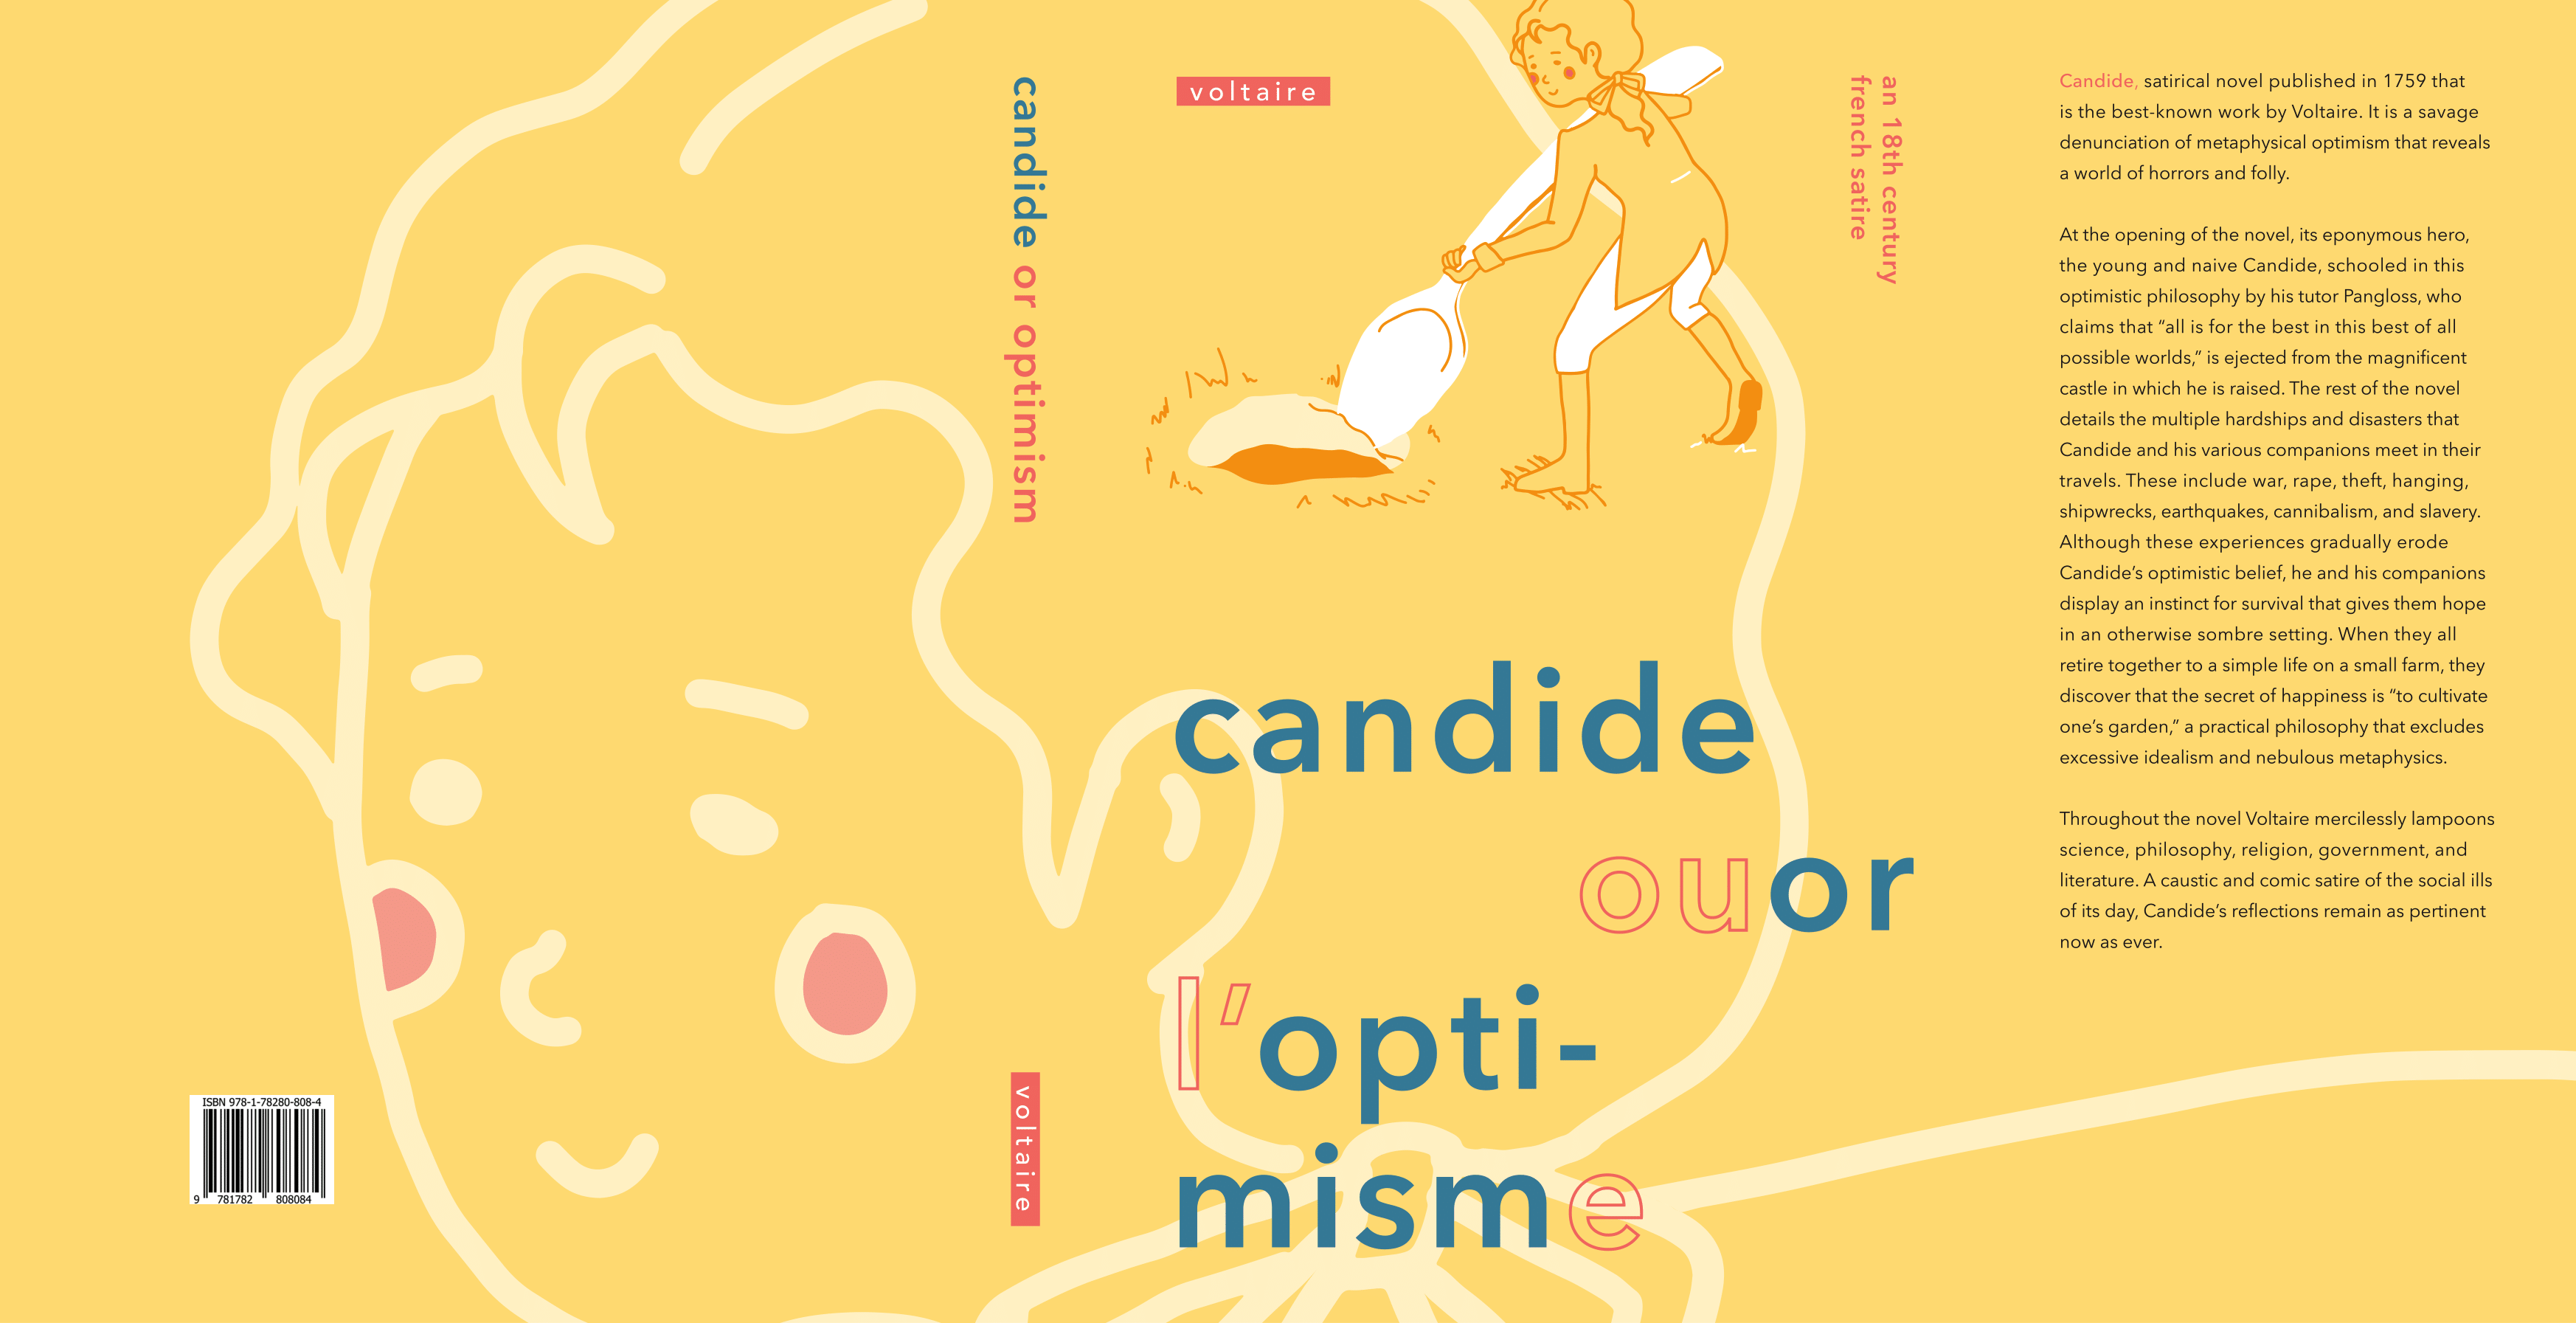 ISBN 978-1-78280-808-4
9 781782 808084
candide or optimism
voltaire
voltaire
candide
ouor
l'opti-
misme
an 18th century
french satire
Candide, satirical novel published in 1759 that
is the best-known work by Voltaire. It is a savage
denunciation of metaphysical optimism that reveals
a world of horrors and folly.
At the opening of the novel, its eponymous hero,
the young and naive Candide, schooled in this
optimistic philosophy by his tutor Pangloss, who
claims that “all is for the best in this best of all
possible worlds,” is ejected from the magnificent
castle in which he is raised. The rest of the novel
details the multiple hardships and disasters that
Candide and his various companions meet in their
travels. These include war, rape, theft, hanging,
shipwrecks, earthquakes, cannibalism, and slavery.
Although these experiences gradually erode
Candide’s optimistic belief, he and his companions
display an instinct for survival that gives them hope
in an otherwise sombre setting. When they all
retire together to a simple life on a small farm, they
discover that the secret of happiness is “to cultivate
one’s garden,” a practical philosophy that excludes
excessive idealism and nebulous metaphysics.
Throughout the novel Voltaire mercilessly lampoons
science, philosophy, religion, government, and
literature. A caustic and comic satire of the social ills
of its day, Candide’s reflections remain as pertinent
now as ever.